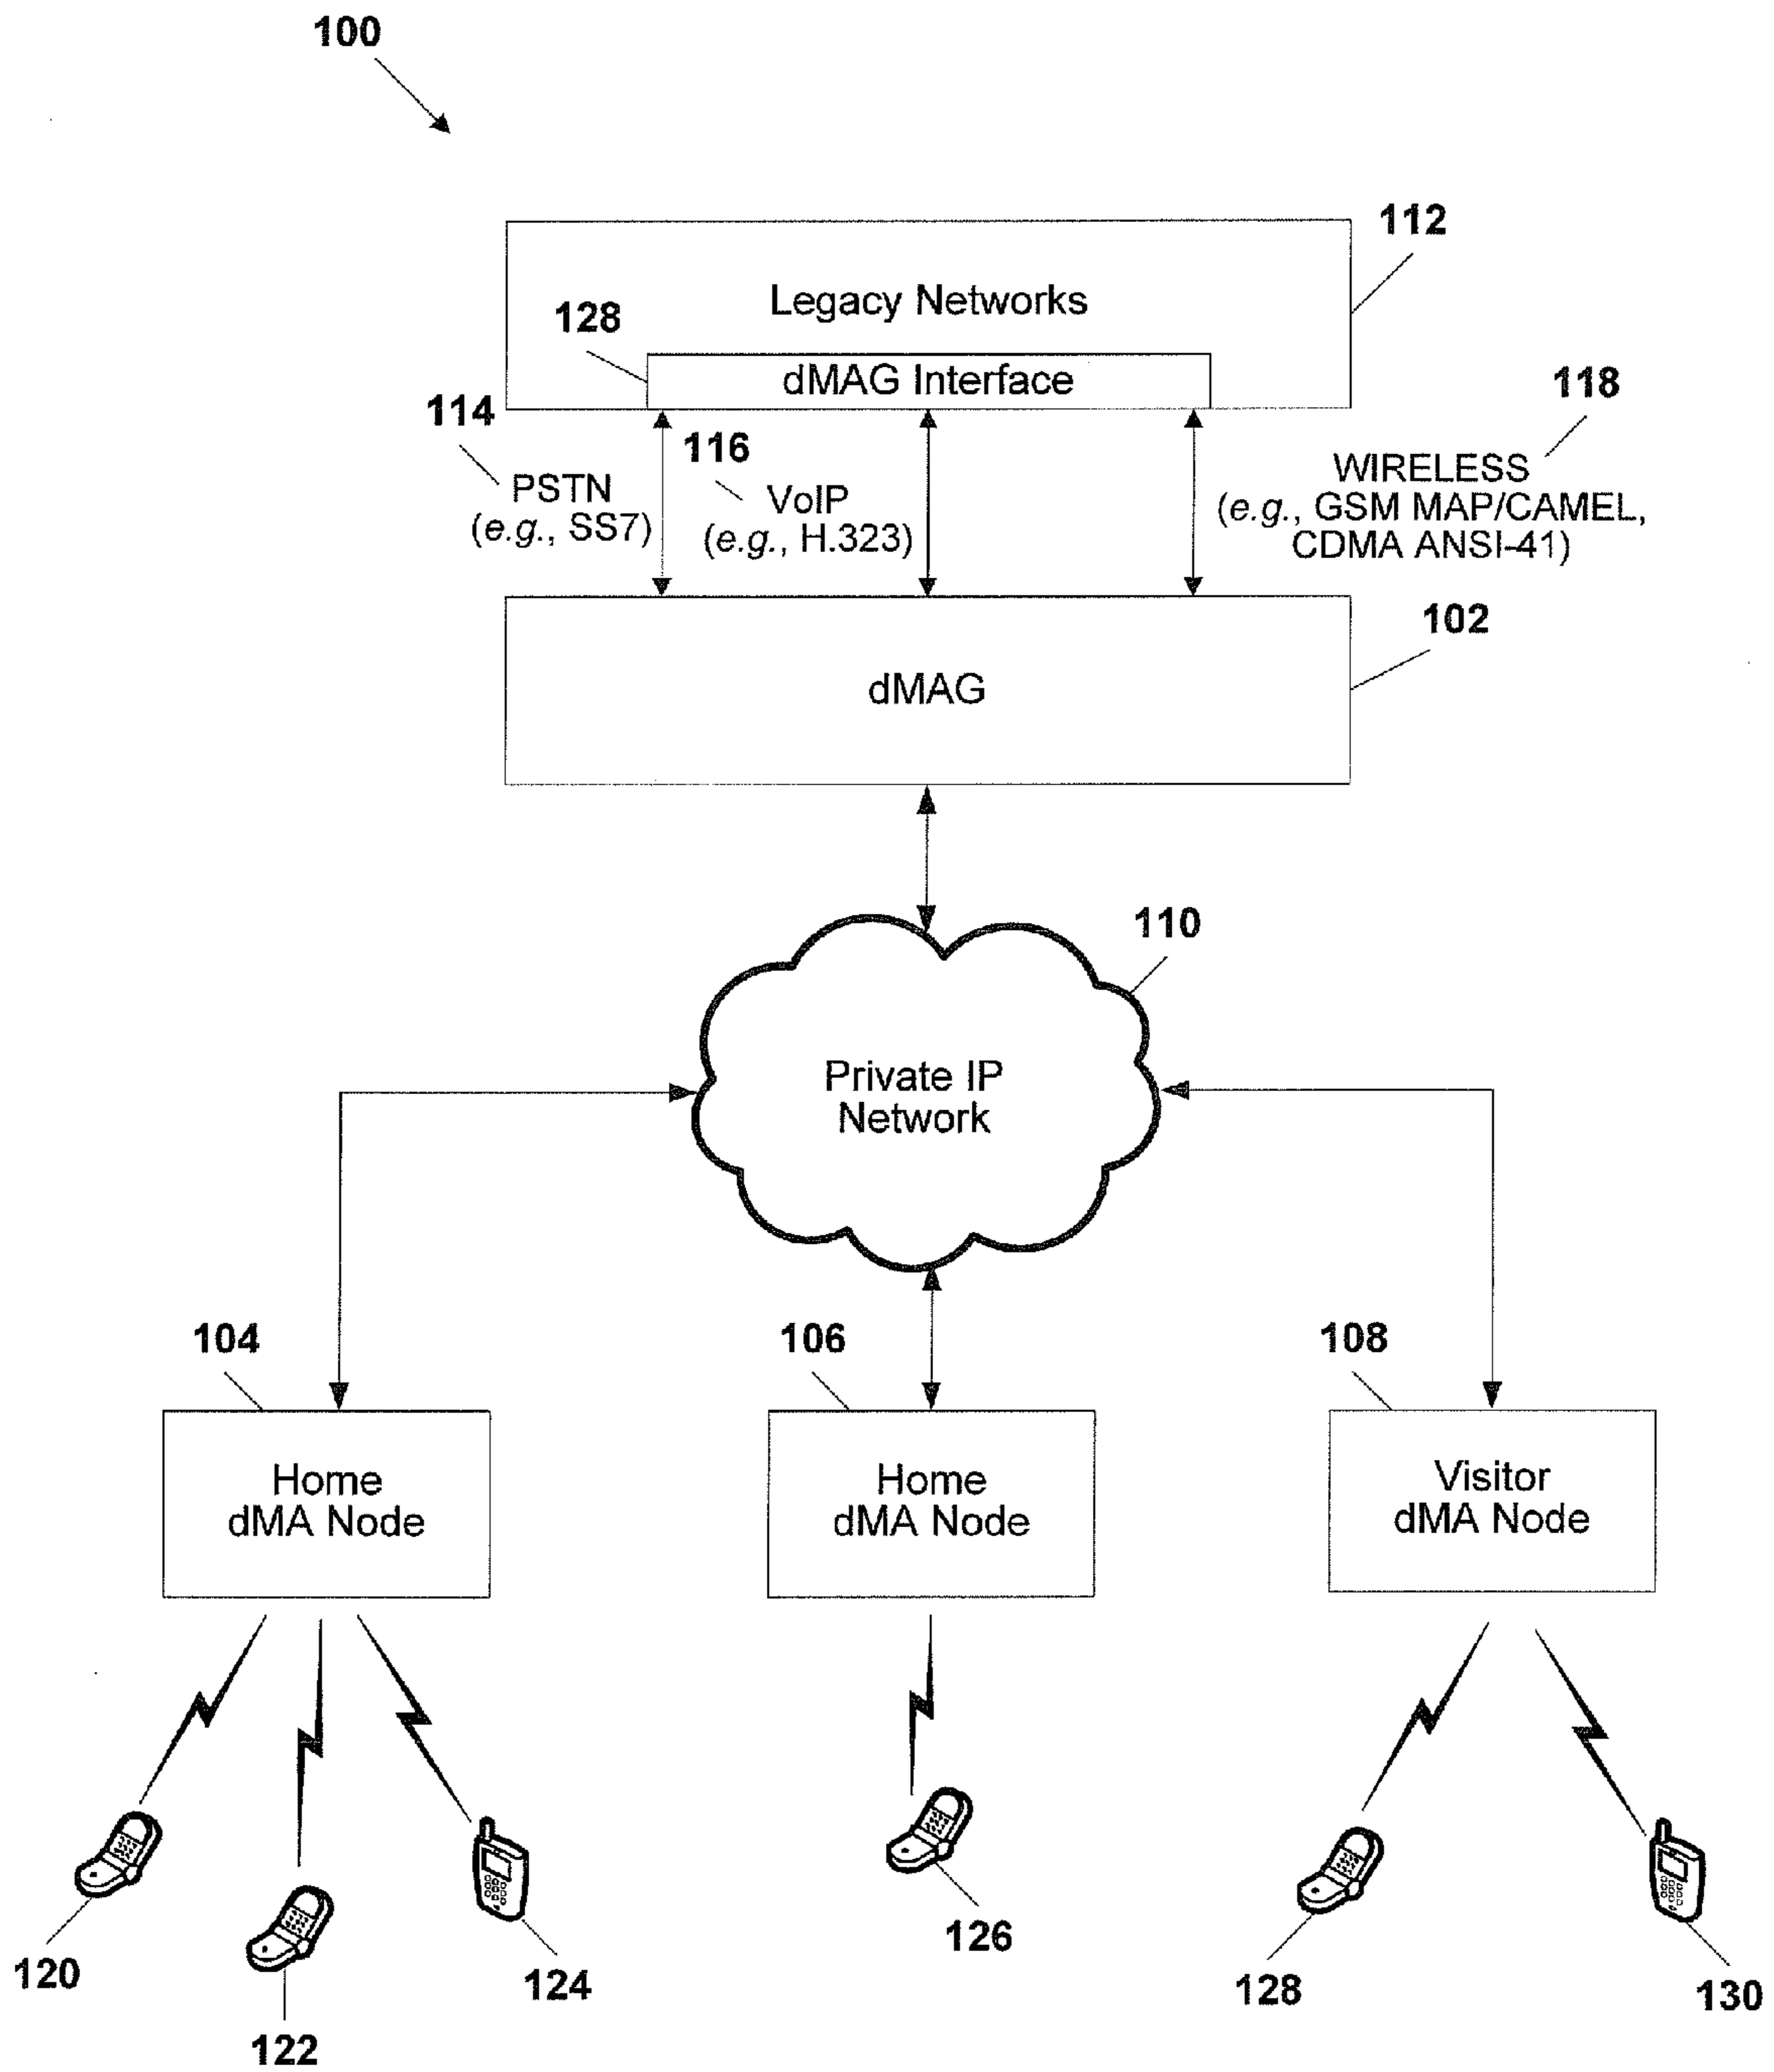 100
112
Legacy Networks
128
dMAG Interface
118
114
116
WIRELESS
(e.g., GSM MAP/CAMEL,
CDMA ANSI-41)
PSTN
(e.g., SS7)
VoIP
(e.g., H.323)
102
dMAG
110
Private IP
Network
104
106
108
Home
dMA Node
Home
dMA Node
Visitor
dMA Node
120
122
124
126
128
130